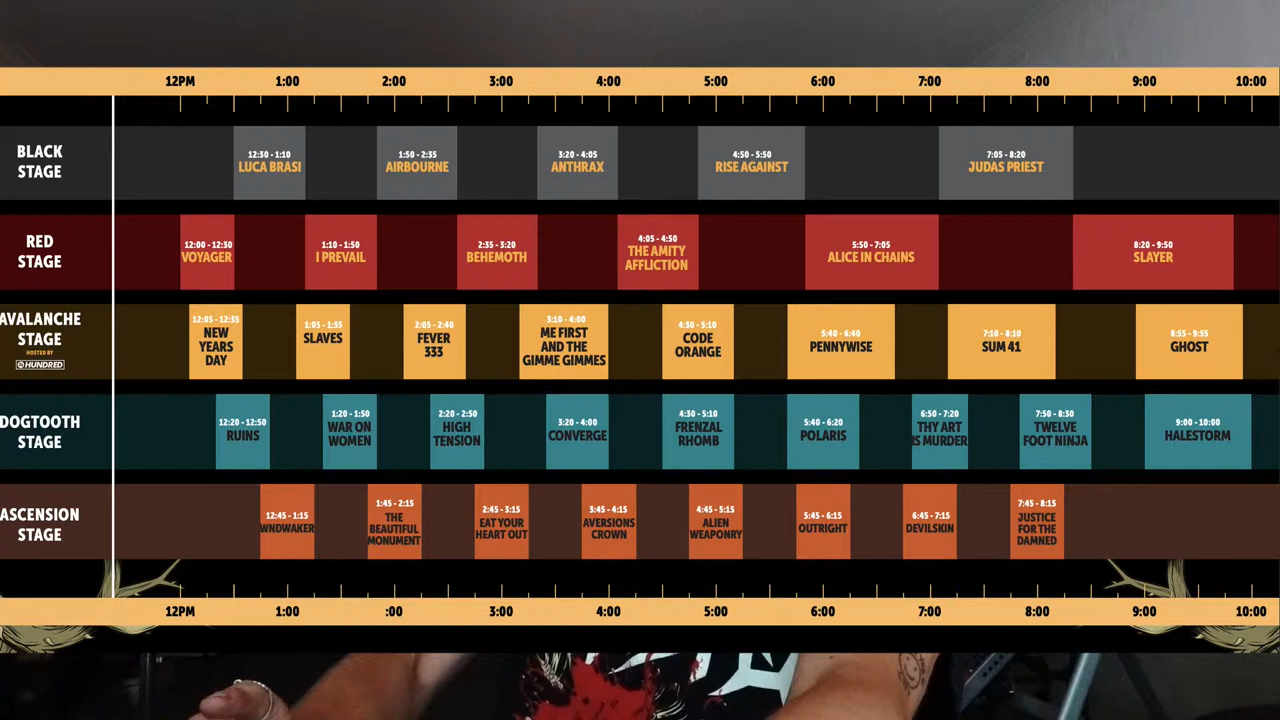 12PM 1:00 2:00 3:00 4:00 5:00 6:00 7:00 8:00 9:00 10:00
BLACK
STAGE
12:30 - 1:10
LUCA BRASI
1:50 - 2:35
AIRBOURNE
3:20 - 4:05
ANTHRAX
4:50 - 5:50
RISE AGAINST
7:05 - 8:20
JUDAS PRIEST
RED
STAGE
12:00 - 12:30
VOYAGER
1:10 - 1:50
I PREVAIL
2:35 - 3:20
BEHEMOTH
4:05 - 4:50
THE AMITY
AFFLICTION
5:50 - 7:05
ALICE IN CHAINS
8:20 - 9:50
SLAYER
AVALANCHE
STAGE
HOSTED BY
HUNDRED
12:05 - 12:35
NEW
YEARS
DAY
1:05 - 1:35
SLAVES
2:05 - 2:40
FEVER
333
3:10 - 4:00
ME FIRST
AND THE
GIMME GIMMES
4:30 - 5:10
CODE
ORANGE
5:40 - 6:40
PENNYWISE
7:10 - 8:10
SUM 41
8:55 - 9:55
GHOST
DOGTOOTH
STAGE
12:20 - 12:50
RUINS
1:20 - 1:50
WAR ON
WOMEN
2:20 - 2:50
HIGH
TENSION
3:20 - 4:00
CONVERGE
4:30 - 5:10
FRENZAL
RHOMB
5:40 - 6:20
POLARIS
6:50 - 7:20
THY ART
IS MURDER
7:50 - 8:30
TWELVE
FOOT NINJA
9:00 - 10:00
HALESTORM
ASCENSION
STAGE
12:45 - 1:15
WNDWAKER
1:45 - 2:15
THE
BEAUTIFUL
MONUMENT
2:45 - 3:15
EAT YOUR
HEART OUT
3:45 - 4:15
AVERSIONS
CROWN
4:45 - 5:15
ALIEN
WEAPONRY
5:45 - 6:15
OUTRIGHT
6:45 - 7:15
DEVILSKIN
7:45 - 8:15
JUSTICE
FOR THE
DAMNED
12PM 1:00 :00 3:00 4:00 5:00 6:00 7:00 8:00 9:00 10:00